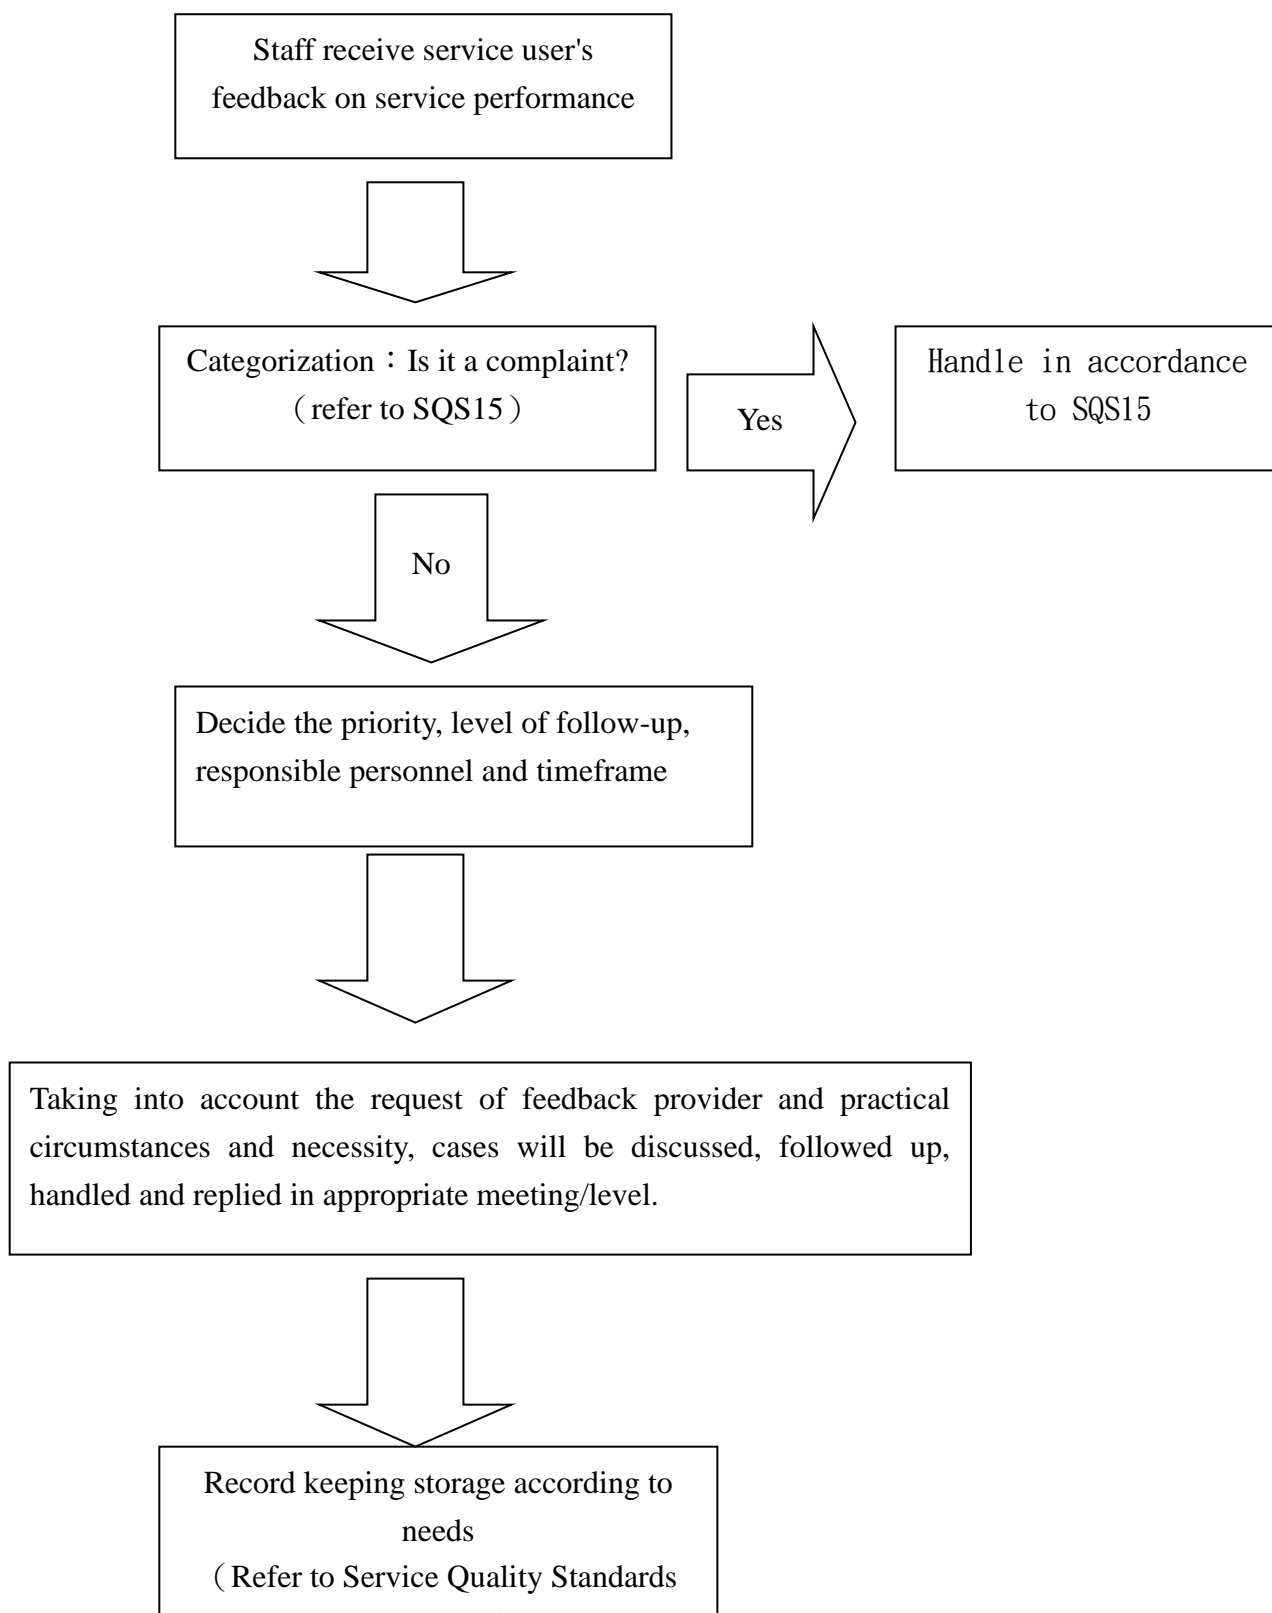 Staff receive service user's
feedback on service performance
Categorization：Is it a complaint?
（refer to SQS15）
Yes
Handle in accordance
to SQS15
No
Decide the priority, level of follow-up,
responsible personnel and timeframe
Taking into account the request of feedback provider and practical
circumstances and necessity, cases will be discussed, followed up,
handled and replied in appropriate meeting/level.
Record keeping storage according to
needs
（Refer to Service Quality Standards